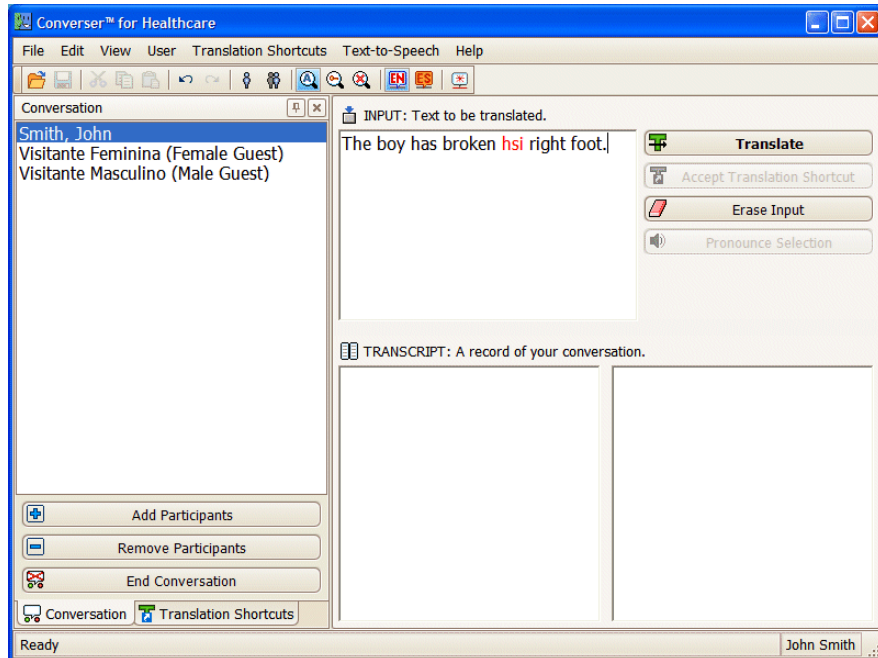 Converser™ for Healthcare
File Edit View User Translation Shortcuts Text-to-Speech Help
EN ES
Conversation
Smith, John
Visitante Feminina (Female Guest)
Visitante Masculino (Male Guest)
Add Participants
Remove Participants
End Conversation
Conversation Translation Shortcuts
INPUT: Text to be translated.
The boy has broken hsi right foot.
Translate
Accept Translation Shortcut
Erase Input
Pronounce Selection
TRANSCRIPT: A record of your conversation.
Ready John Smith